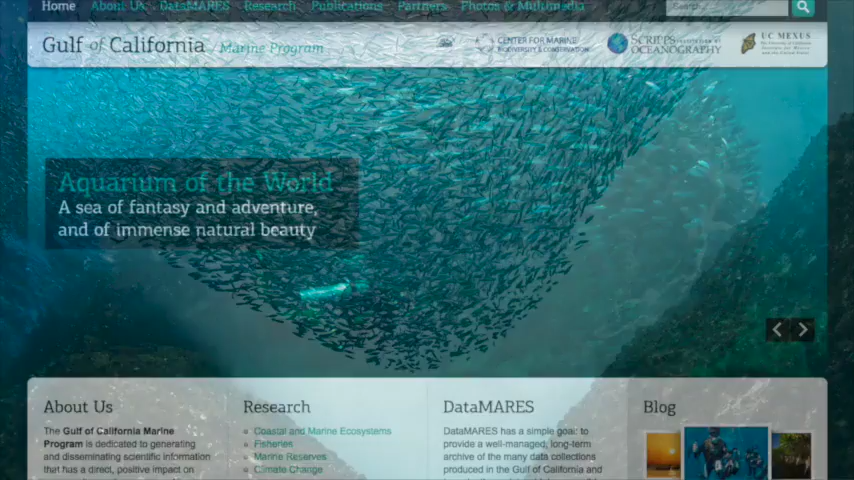 Home About Us DataMARES Research Publications Partners Photos & Multimedia Search
Gulf of California / Marine Program
CENTER FOR MARINE
BIODIVERSITY & CONSERVATION
SCRIPPS INSTITUTION OF
OCEANOGRAPHY
UC MEXUS
Aquarium of the World
A sea of fantasy and adventure,
and of immense natural beauty
About Us
The Gulf of California Marine
Program is dedicated to generating
and disseminating scientific information
that has a direct, positive impact on
Research
Coastal and Marine Ecosystems
Fisheries
Marine Reserves
Climate Change
DataMARES
DataMARES has a simple goal: to
provide a well-managed, long-term
archive of the many data collections
produced in the Gulf of California and
Blog